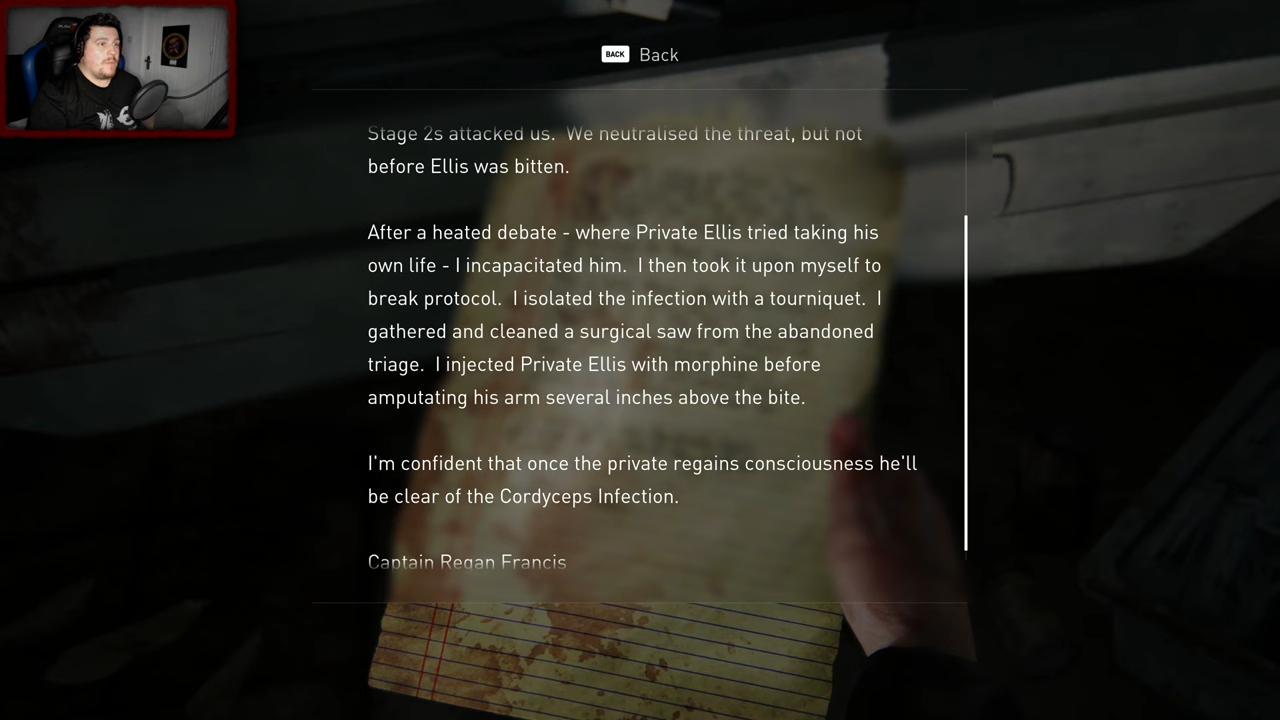 BACK Back
Stage 2s attacked us. We neutralised the threat, but not
before Ellis was bitten.
After a heated debate - where Private Ellis tried taking his
own life - I incapacitated him. I then took it upon myself to
break protocol. I isolated the infection with a tourniquet. I
gathered and cleaned a surgical saw from the abandoned
triage. I injected Private Ellis with morphine before
amputating his arm several inches above the bite.
I'm confident that once the private regains consciousness he'll
be clear of the Cordyceps Infection.
Captain Regan Francis